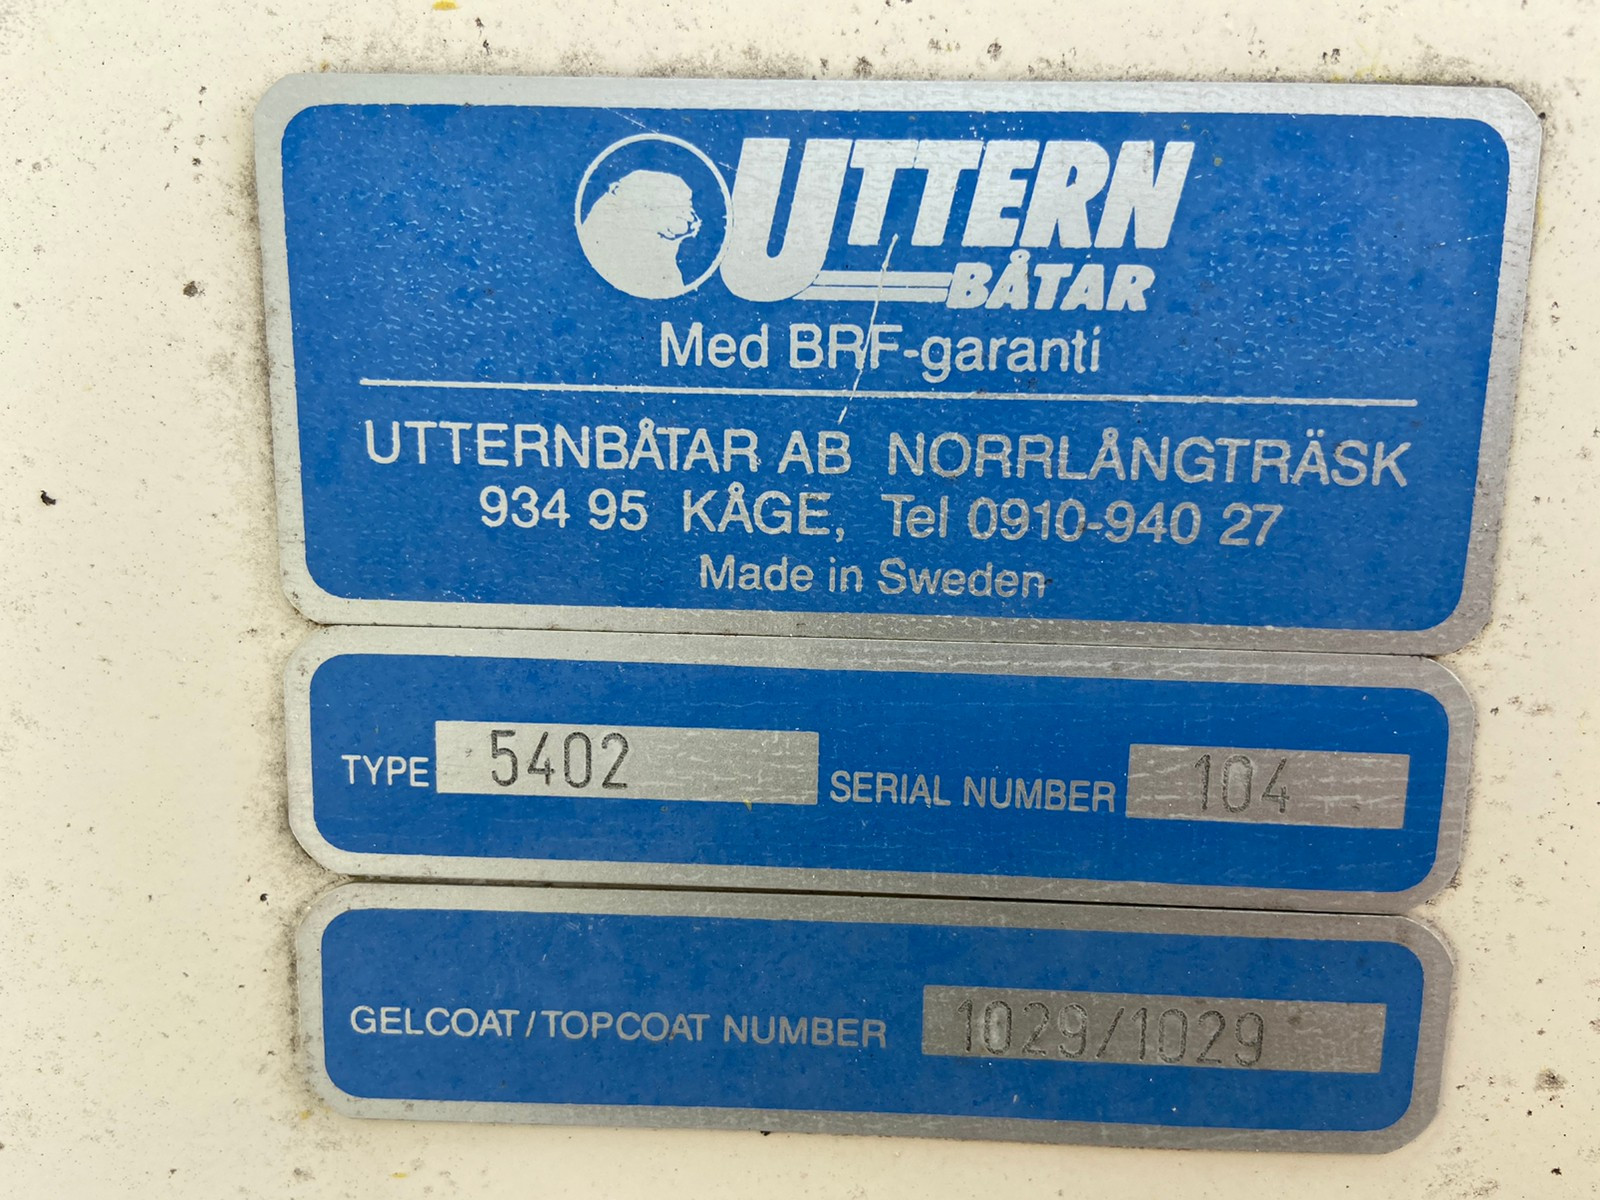 UTTERN
BÅTAR
Med BRF-garanti
UTTERNBÅTAR AB NORRLÅNGTRÄSK
934 95 KÅGE, Tel 0910-940 27
Made in Sweden
TYPE 5402 SERIAL NUMBER 104
GELCOAT/TOPCOAT NUMBER 1029/1029